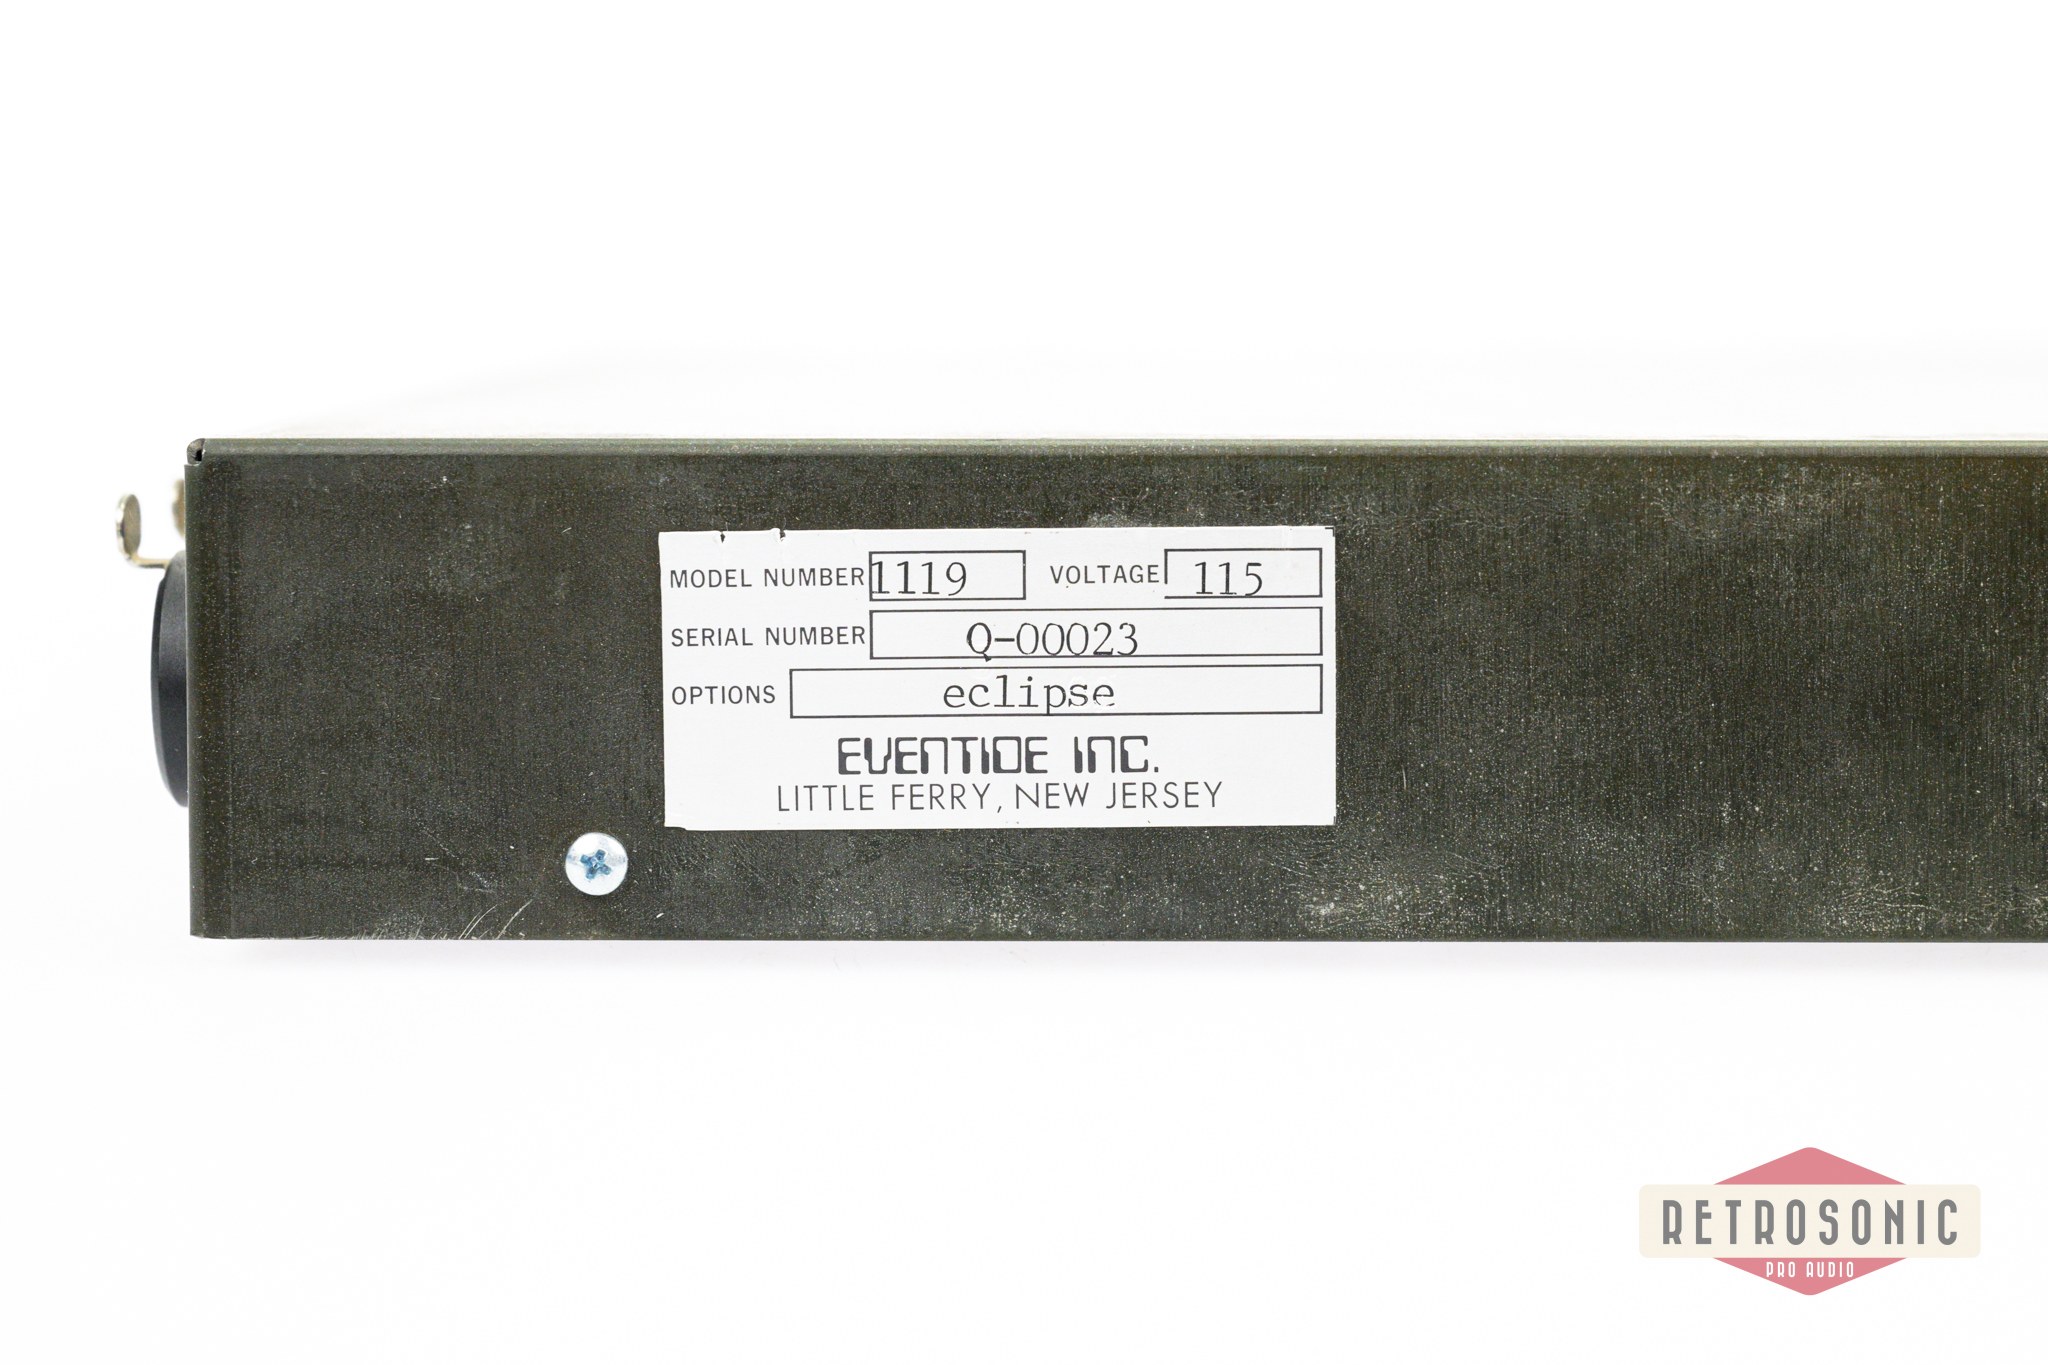 MODEL NUMBER 1119 VOLTAGE 115
SERIAL NUMBER Q-00023
OPTIONS eclipse
EVENTIDE INC.
LITTLE FERRY, NEW JERSEY
RETROSONIC
PRO AUDIO